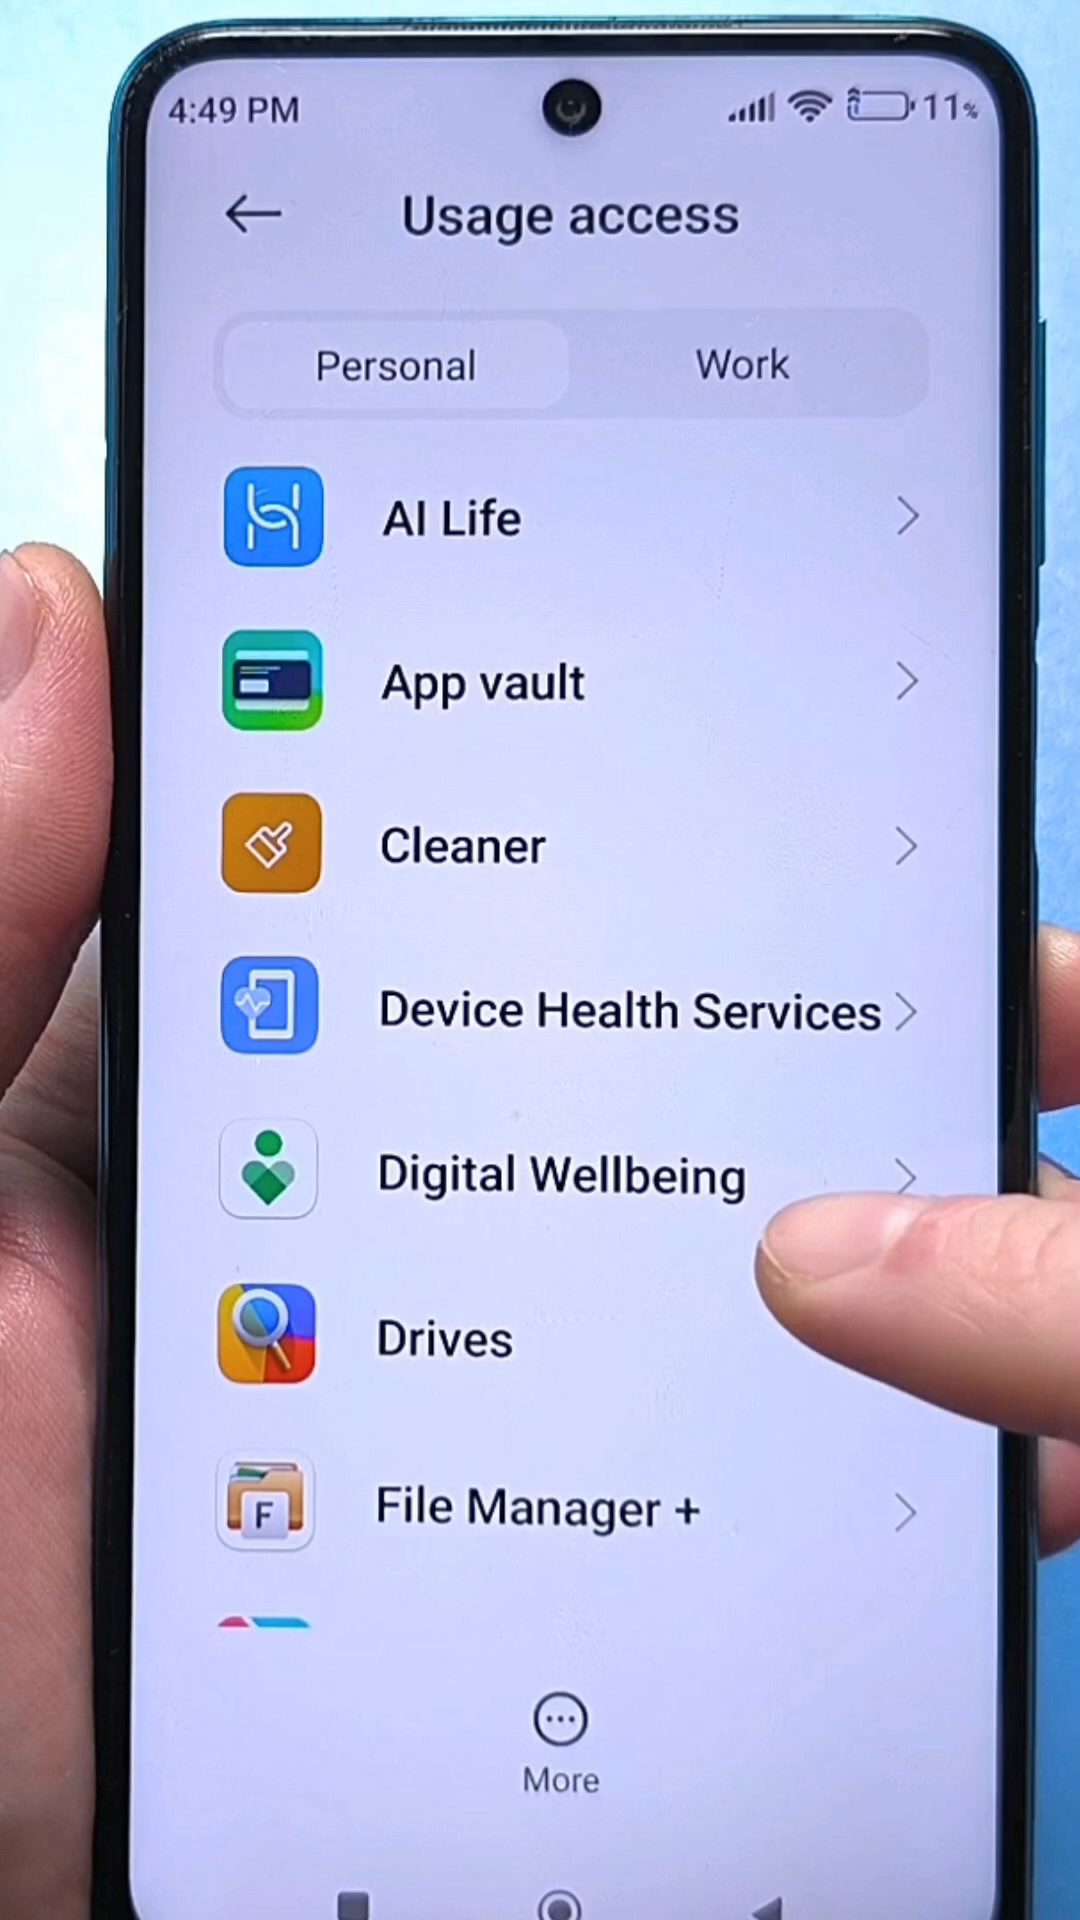 4:49 PM 11%
Usage access
Personal Work
AI Life
App vault
Cleaner
Device Health Services
Digital Wellbeing
Drives
F File Manager +
More